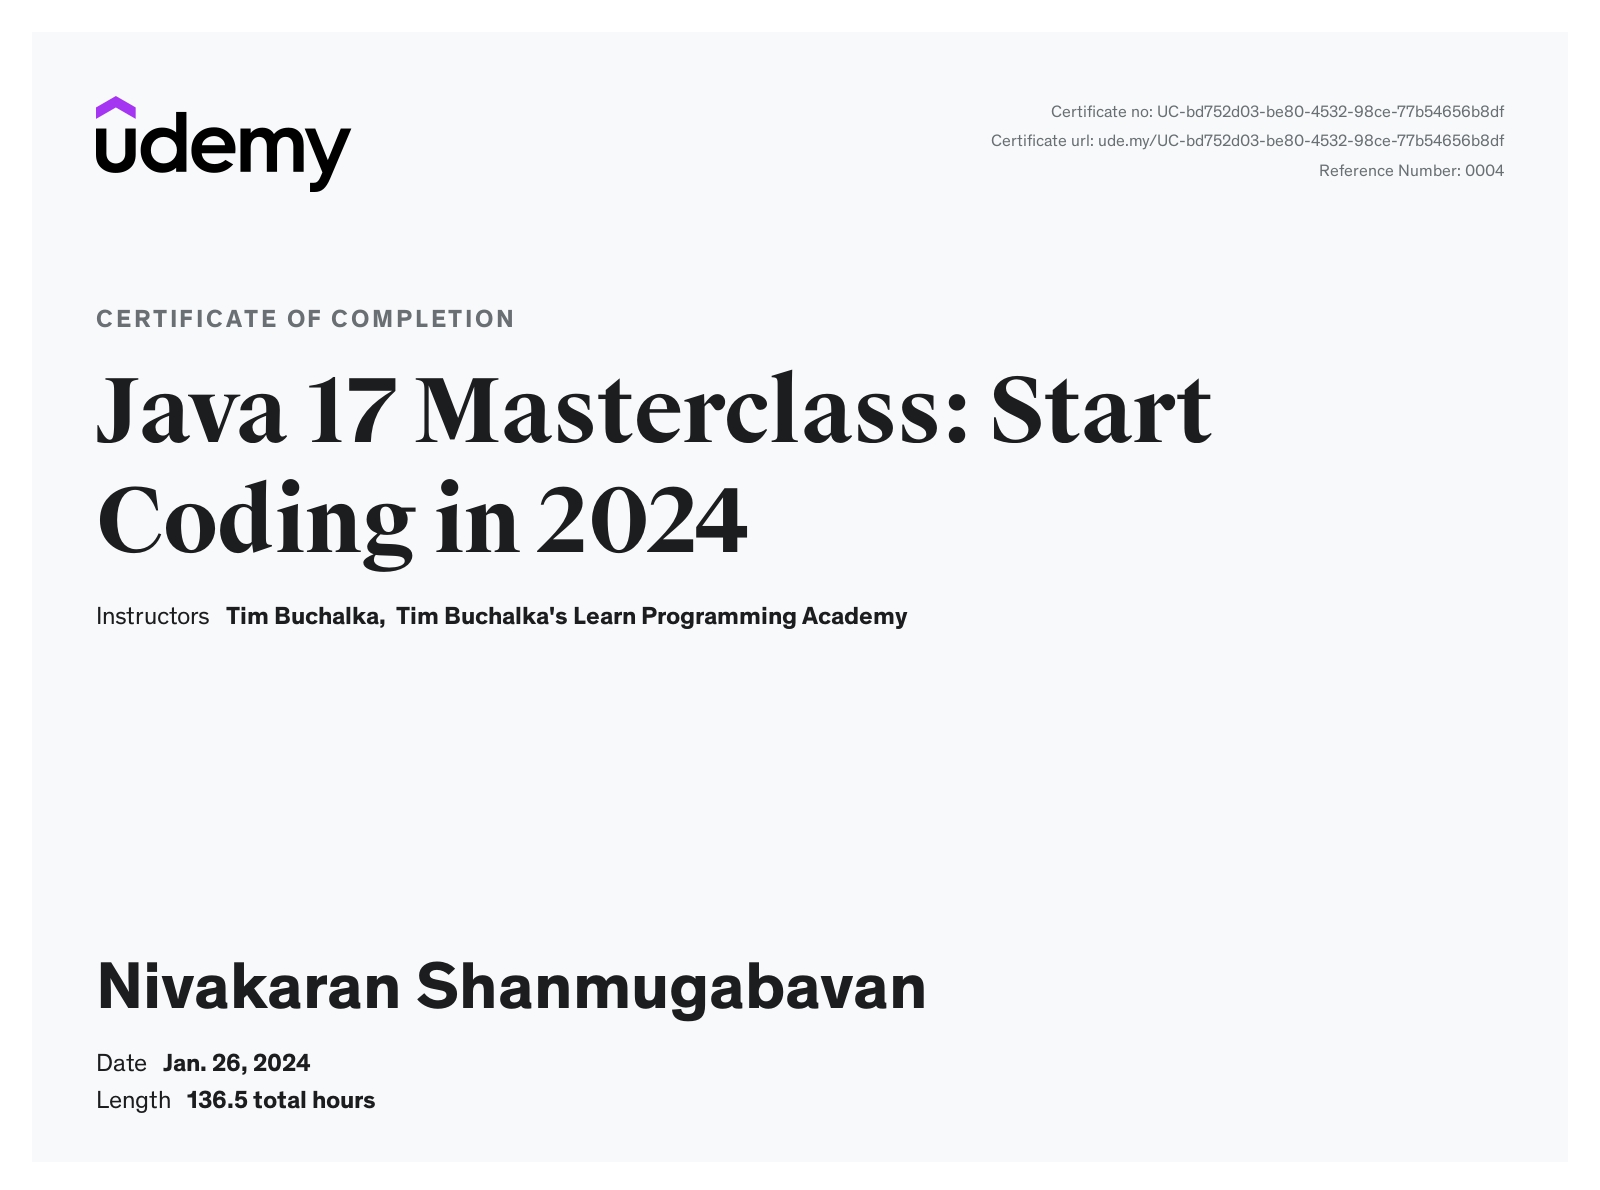 udemy
Certificate no: UC-bd752d03-be80-4532-98ce-77b54656b8df
Certificate url: ude.my/UC-bd752d03-be80-4532-98ce-77b54656b8df
Reference Number: 0004
CERTIFICATE OF COMPLETION
Java 17 Masterclass: Start
Coding in 2024
Instructors Tim Buchalka, Tim Buchalka's Learn Programming Academy
Nivakaran Shanmugabavan
Date Jan. 26, 2024
Length 136.5 total hours